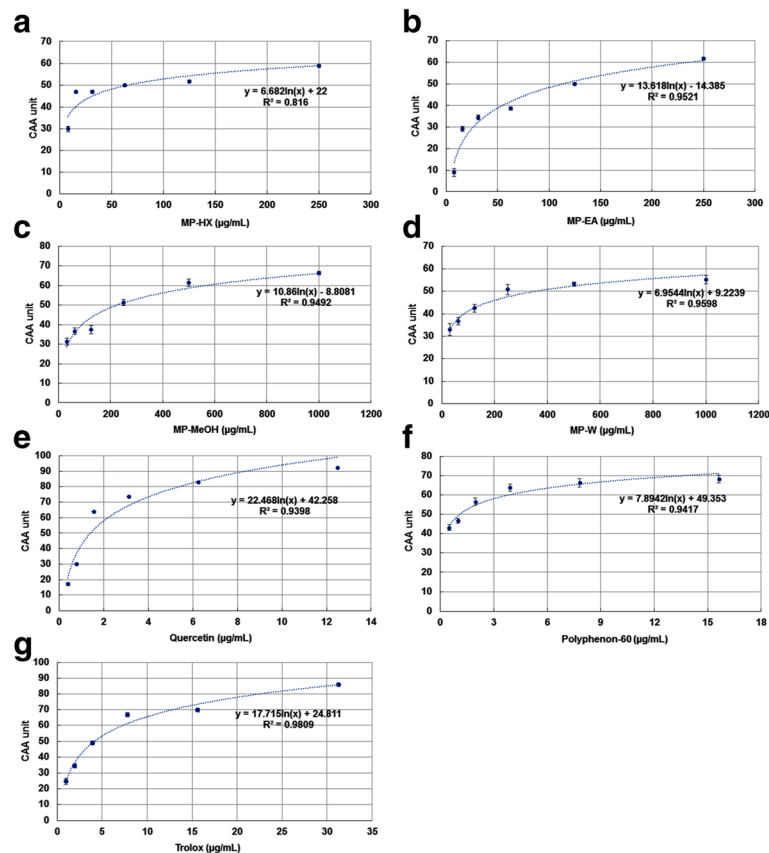 a
70
60
50
40
30
20
10
0
CAA unit
y = 6.682ln(x) + 22
R² = 0.816
0 50 100 150 200 250 300
MP-HX (µg/mL)
b
70
60
50
40
30
20
10
0
CAA unit
y = 13.618ln(x) - 14.385
R² = 0.9521
0 50 100 150 200 250 300
MP-EA (µg/mL)
c
80
70
60
50
40
30
20
10
0
CAA unit
y = 10.86ln(x) - 8.8081
R² = 0.9492
0 200 400 600 800 1000 1200
MP-MeOH (µg/mL)
d
70
60
50
40
30
20
10
0
CAA unit
y = 6.9544ln(x) + 9.2239
R² = 0.9598
0 200 400 600 800 1000 1200
MP-W (µg/mL)
e
100
90
80
70
60
50
40
30
20
10
0
CAA unit
y = 22.468ln(x) + 42.258
R² = 0.9398
0 2 4 6 8 10 12 14
Quercetin (µg/mL)
f
80
70
60
50
40
30
20
10
0
CAA unit
y = 7.8942ln(x) + 49.353
R² = 0.9417
0 3 6 9 12 15 18
Polyphenon-60 (µg/mL)
g
100
90
80
70
60
50
40
30
20
10
0
CAA unit
y = 17.715ln(x) + 24.811
R² = 0.9809
0 5 10 15 20 25 30 35
Trolox (µg/mL)